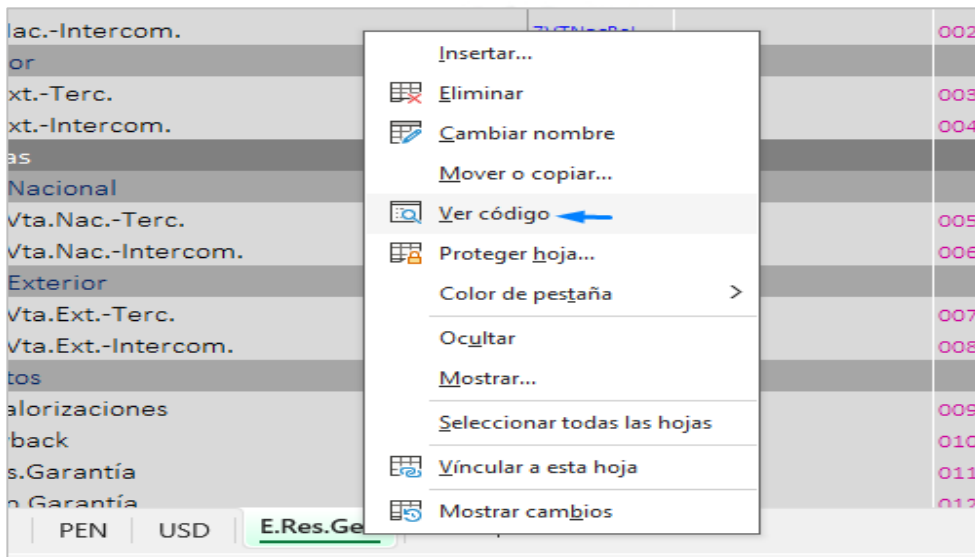 lac.-Intercom.
002
or
xt.-Terc.
003
xt.-Intercom.
004
as
Nacional
Vta.Nac.-Terc.
005
Vta.Nac.-Intercom.
006
Exterior
Vta.Ext.-Terc.
007
Vta.Ext.-Intercom.
008
tos
alorizaciones
009
back
010
s.Garantía
011
n Garantía
012
Insertar...
Eliminar
Cambiar nombre
Mover o copiar...
Ver código
Proteger hoja...
Color de pestaña
Ocultar
Mostrar...
Seleccionar todas las hojas
Víncular a esta hoja
Mostrar cambios
PEN
USD
E.Res.Ge